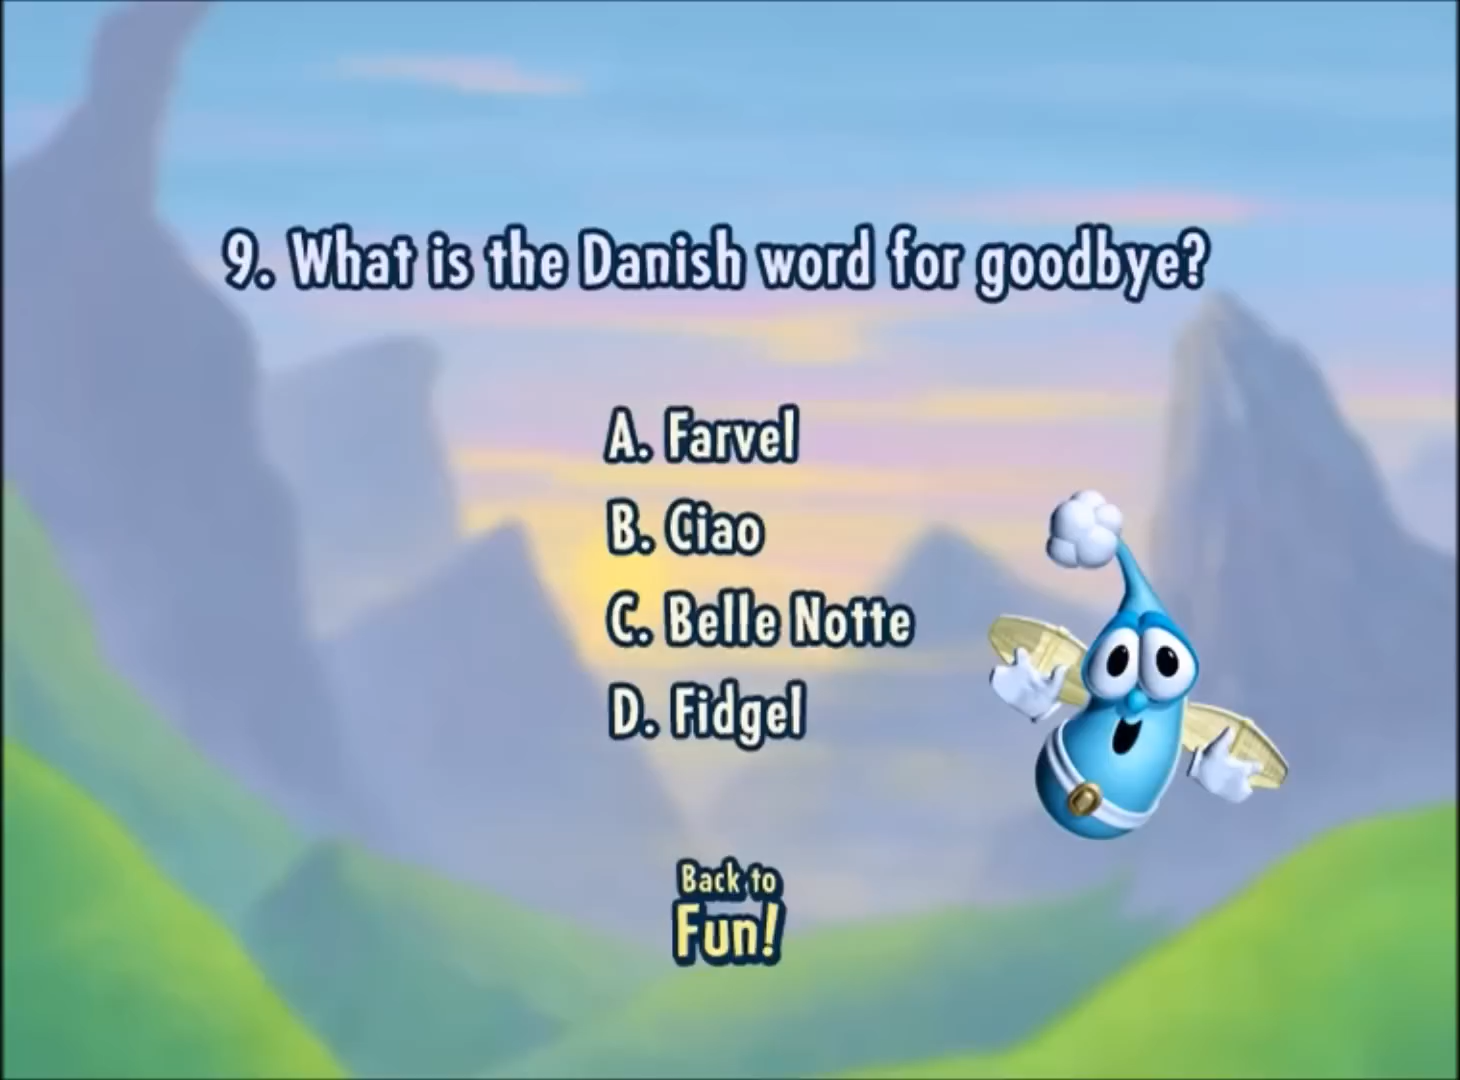 9. What is the Danish word for goodbye?
A. Farvel
B. Ciao
C. Belle Notte
D. Fidgel
Back to
Fun!